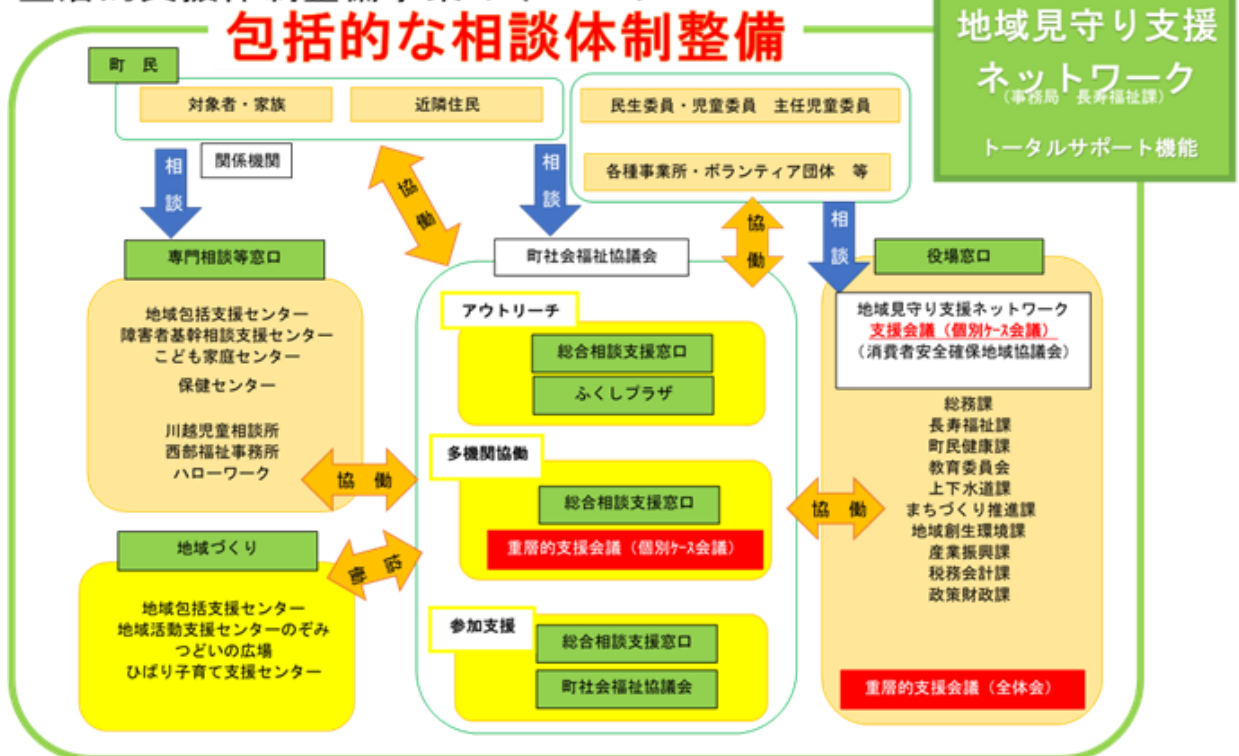 包括的な相談体制整備
地域見守り支援
ネットワーク
（事務局　長寿福祉課）
トータルサポート機能
町　民
対象者・家族
近隣住民
民生委員・児童委員　主任児童委員
各種事業所・ボランティア団体　等
関係機関
相談
相談
相談
協働
協働
専門相談等窓口
地域包括支援センター
障害者基幹相談支援センター
こども家庭センター
保健センター
川越児童相談所
西部福祉事務所
ハローワーク
協　働
地域づくり
地域包括支援センター
地域活動支援センターのぞみ
つどいの広場
ひばり子育て支援センター
協働
町社会福祉協議会
アウトリーチ
総合相談支援窓口
ふくしプラザ
多機関協働
総合相談支援窓口
重層的支援会議（個別ｹｰｽ会議）
参加支援
総合相談支援窓口
町社会福祉協議会
協　働
役場窓口
地域見守り支援ネットワーク
支援会議（個別ｹｰｽ会議）
（消費者安全確保地域協議会）
総務課
長寿福祉課
町民健康課
教育委員会
上下水道課
まちづくり推進課
地域創生環境課
産業振興課
税務会計課
政策財政課
重層的支援会議（全体会）